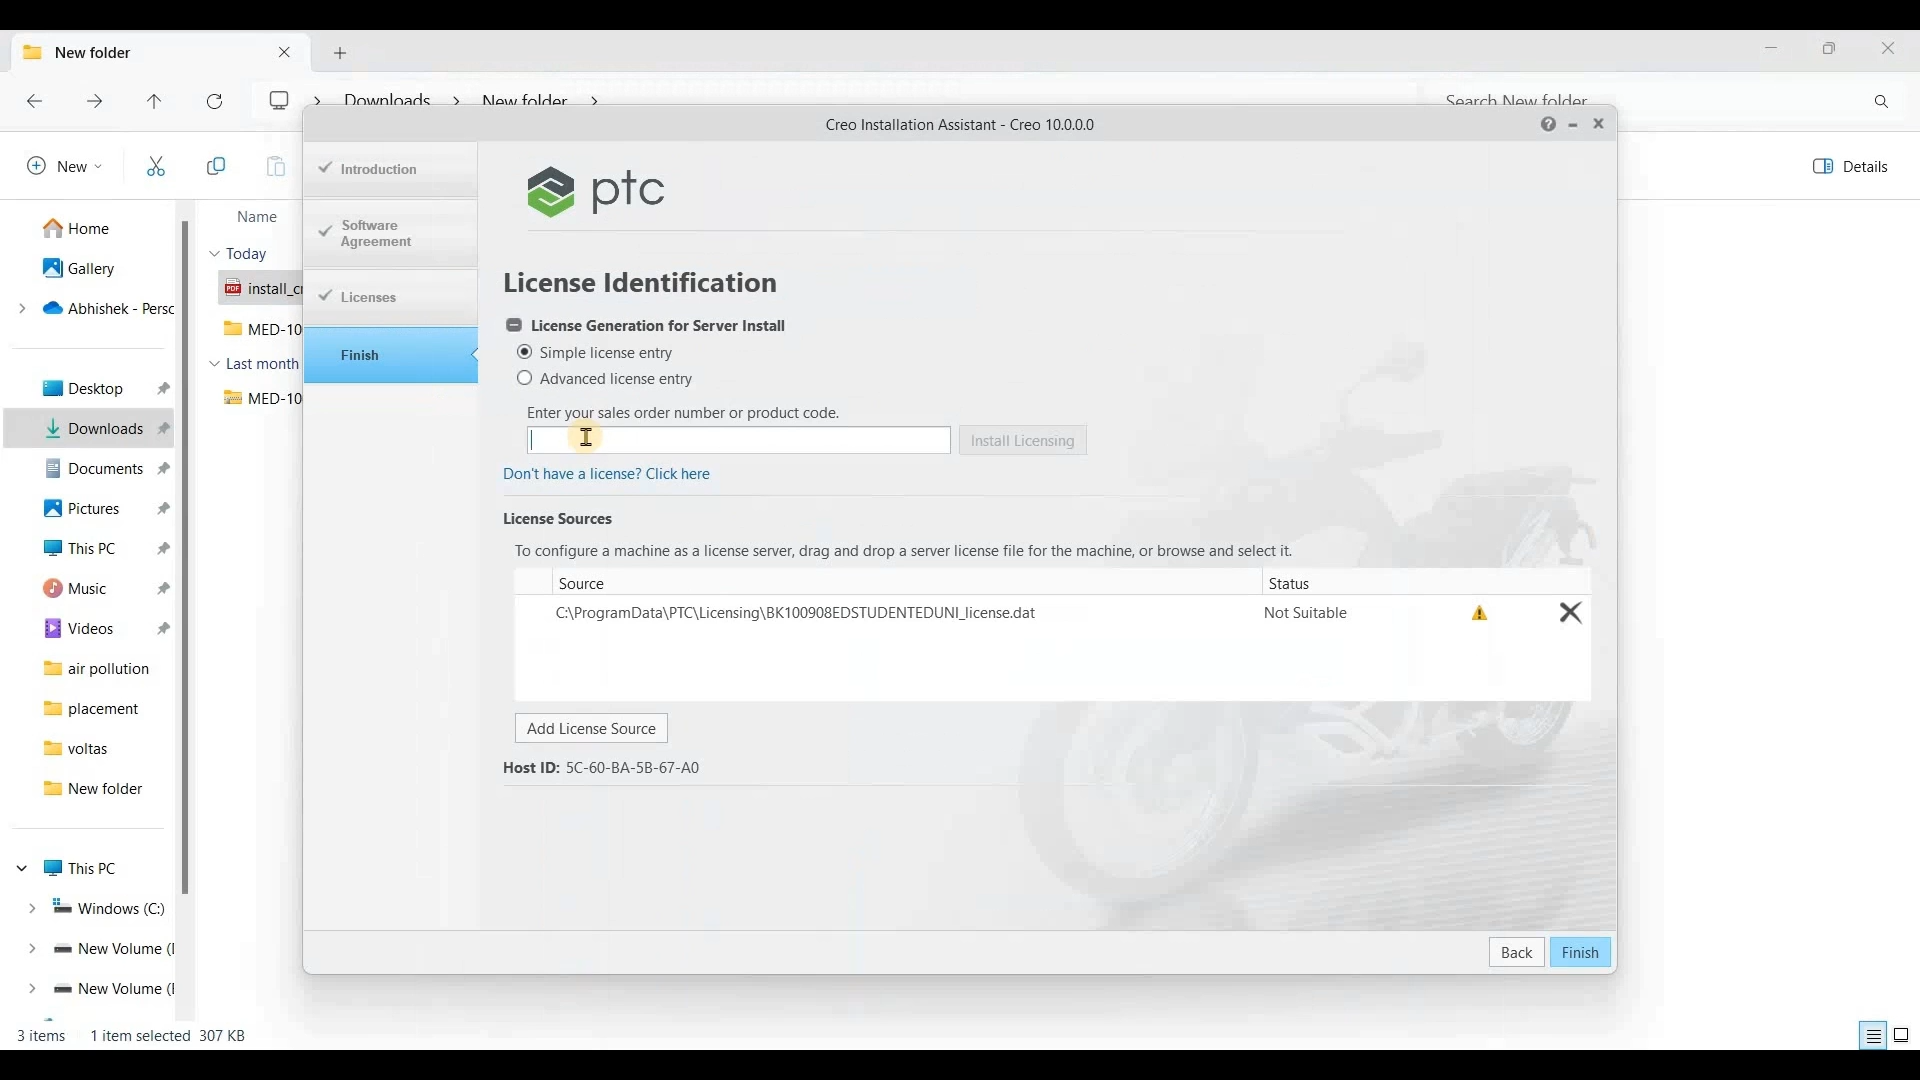 New folder
Downloads > New folder >
Search New folder
Creo Installation Assistant - Creo 10.0.0.0
New
Details
Home
Gallery
Abhishek - Persc
Desktop
Downloads
Documents
Pictures
This PC
Music
Videos
air pollution
placement
voltas
New folder
This PC
Windows (C:)
New Volume (
New Volume (
Name
Today
install_cr
MED-10
Last month
MED-10
Introduction
Software
Agreement
Licenses
Finish
ptc
License Identification
License Generation for Server Install
Simple license entry
Advanced license entry
Enter your sales order number or product code.
Install Licensing
Don't have a license? Click here
License Sources
To configure a machine as a license server, drag and drop a server license file for the machine, or browse and select it.
Source Status
C:\ProgramData\PTC\Licensing\BK100908EDSTUDENTEDUNI_license.dat Not Suitable
Add License Source
Host ID: 5C-60-BA-5B-67-A0
Back Finish
3 items 1 item selected 307 KB